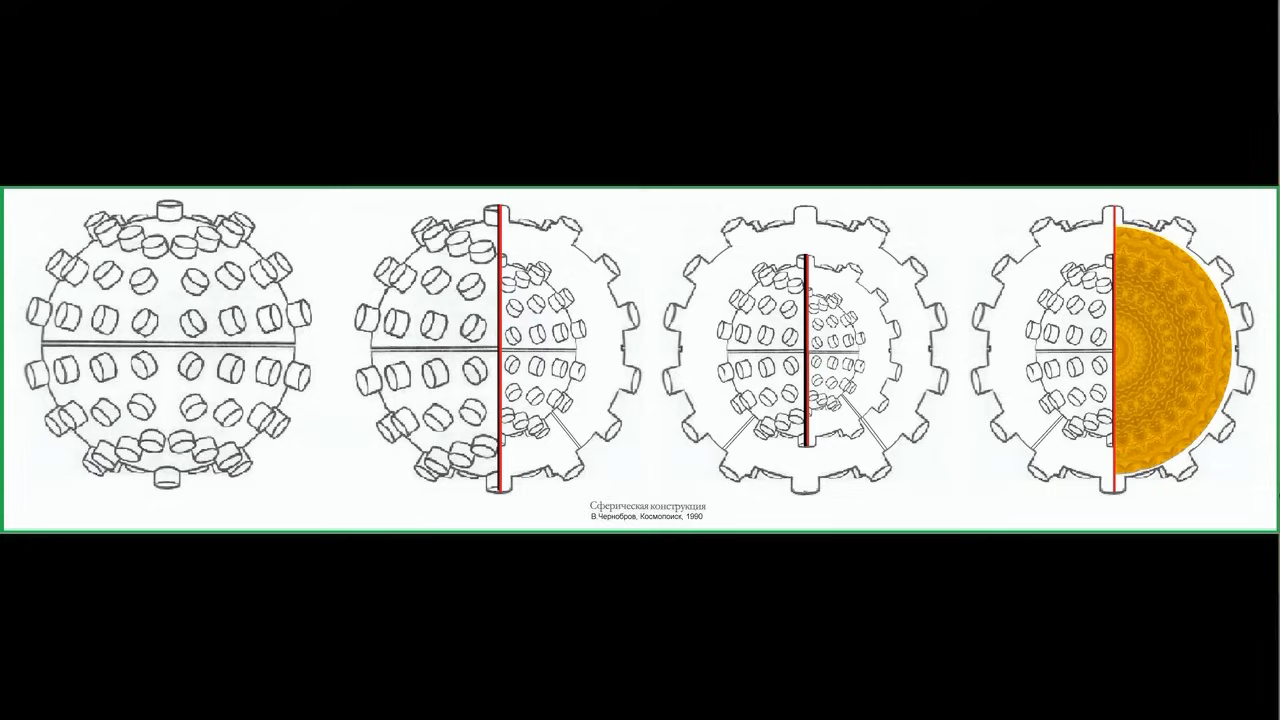 Сферическая конструкция
В.Чернобров, Космопоиск, 1990